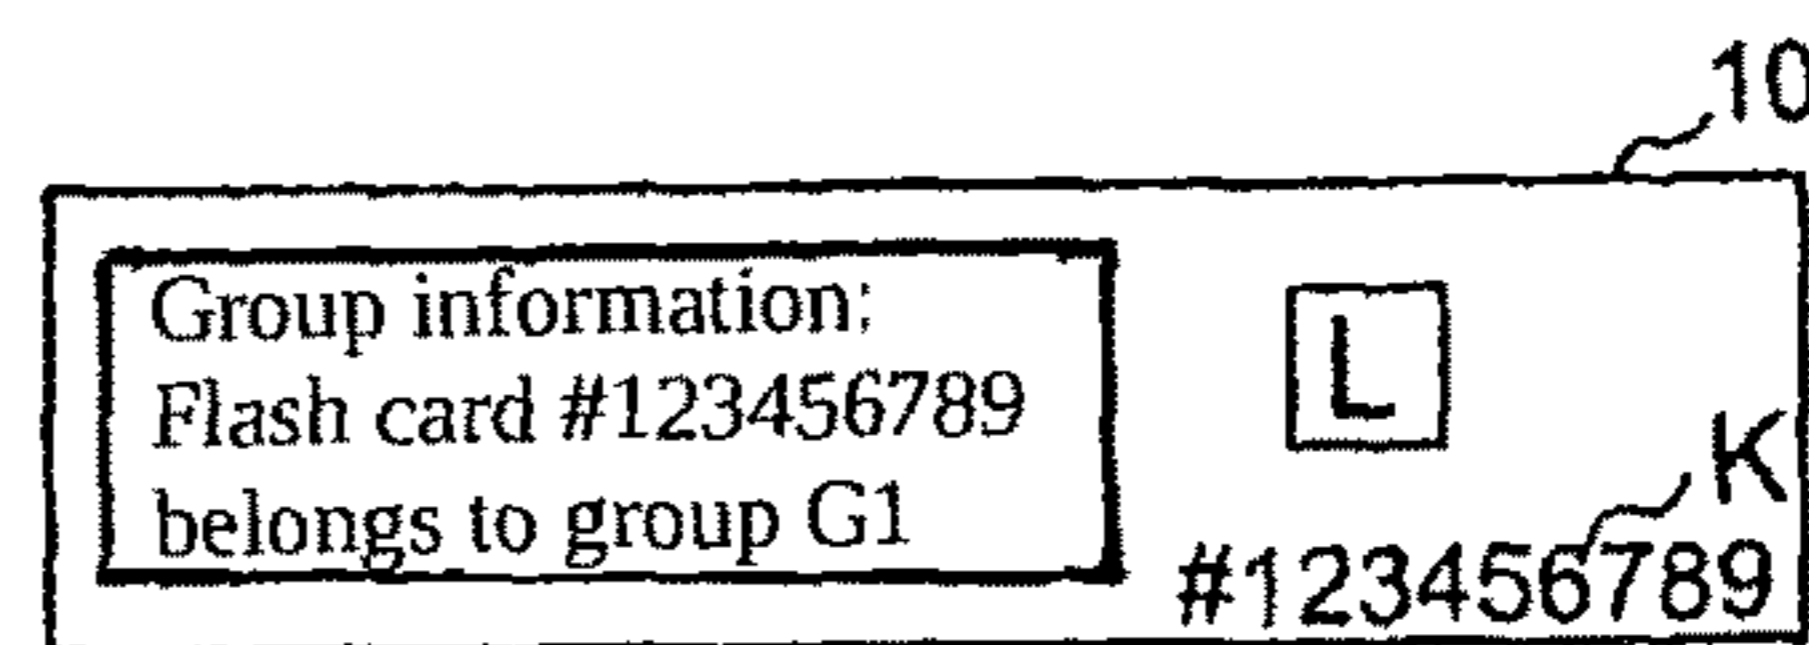 10
Group information:
Flash card #123456789
belongs to group G1
L
K
#123456789